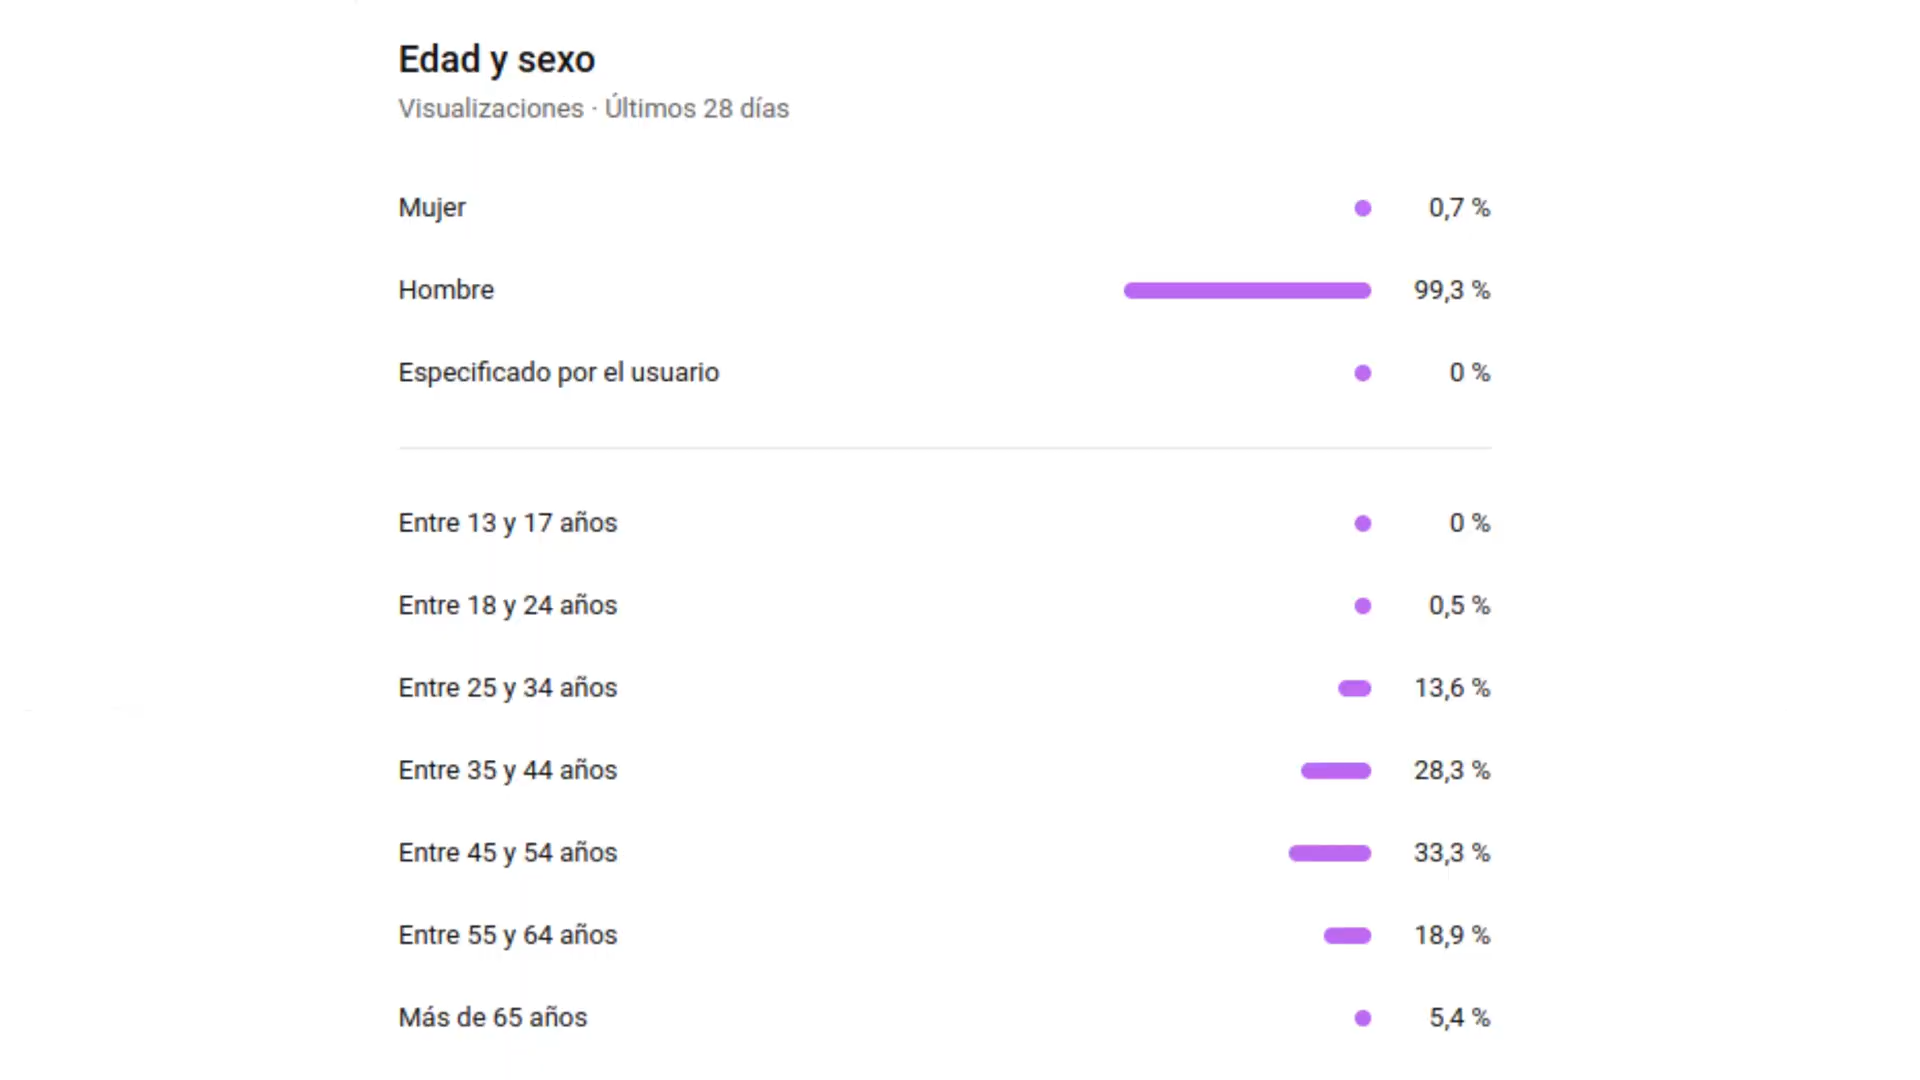 Edad y sexo
Visualizaciones · Últimos 28 días
Mujer 0,7 %
Hombre 99,3 %
Especificado por el usuario 0 %
Entre 13 y 17 años 0 %
Entre 18 y 24 años 0,5 %
Entre 25 y 34 años 13,6 %
Entre 35 y 44 años 28,3 %
Entre 45 y 54 años 33,3 %
Entre 55 y 64 años 18,9 %
Más de 65 años 5,4 %